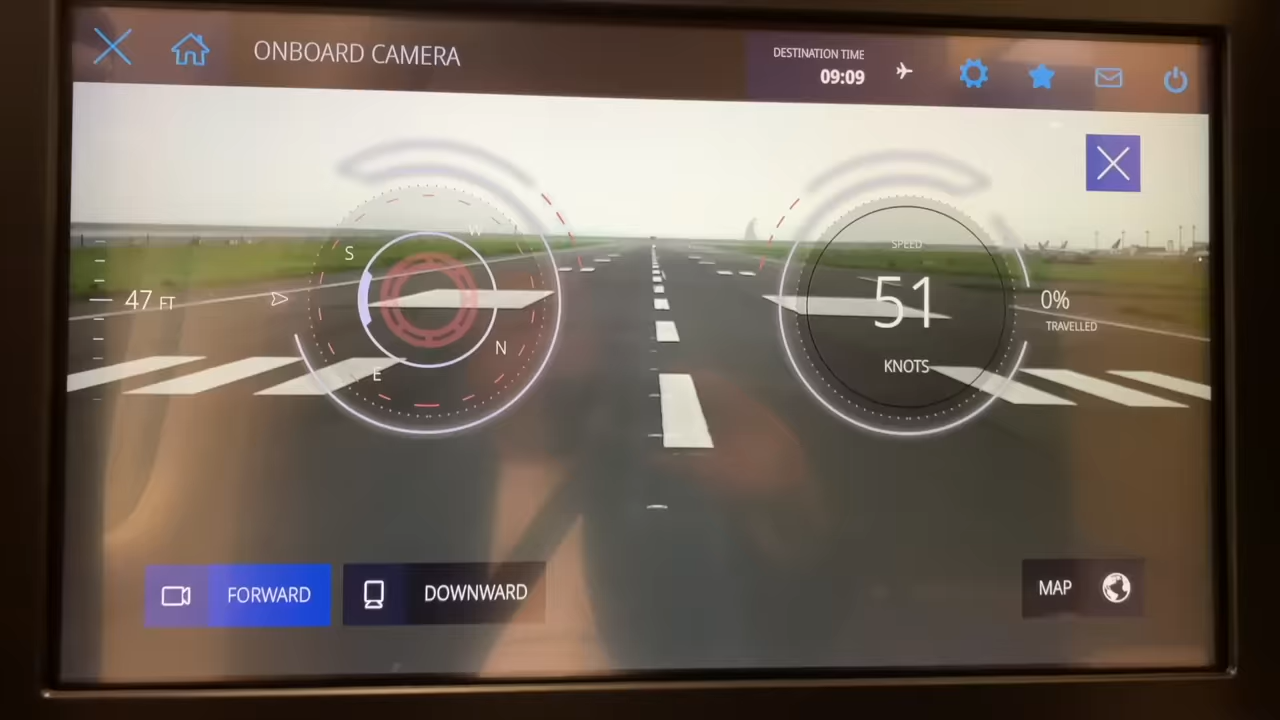 ONBOARD CAMERA
DESTINATION TIME
09:09
S
W
N
E
47 FT
SPEED
51
KNOTS
0%
TRAVELLED
FORWARD
DOWNWARD
MAP